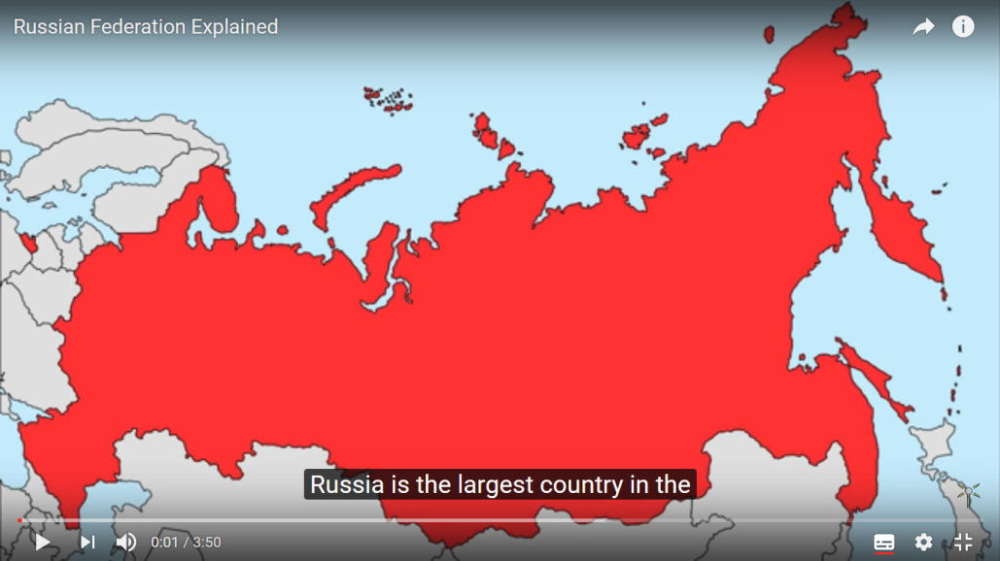 Russian Federation Explained
Russia is the largest country in the
0:01 / 3:50